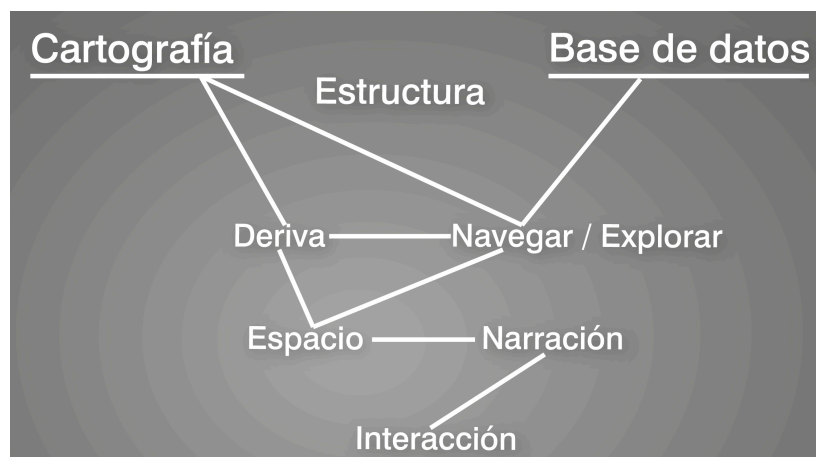 Cartografía
Base de datos
Estructura
Deriva
Navegar / Explorar
Espacio
Narración
Interacción